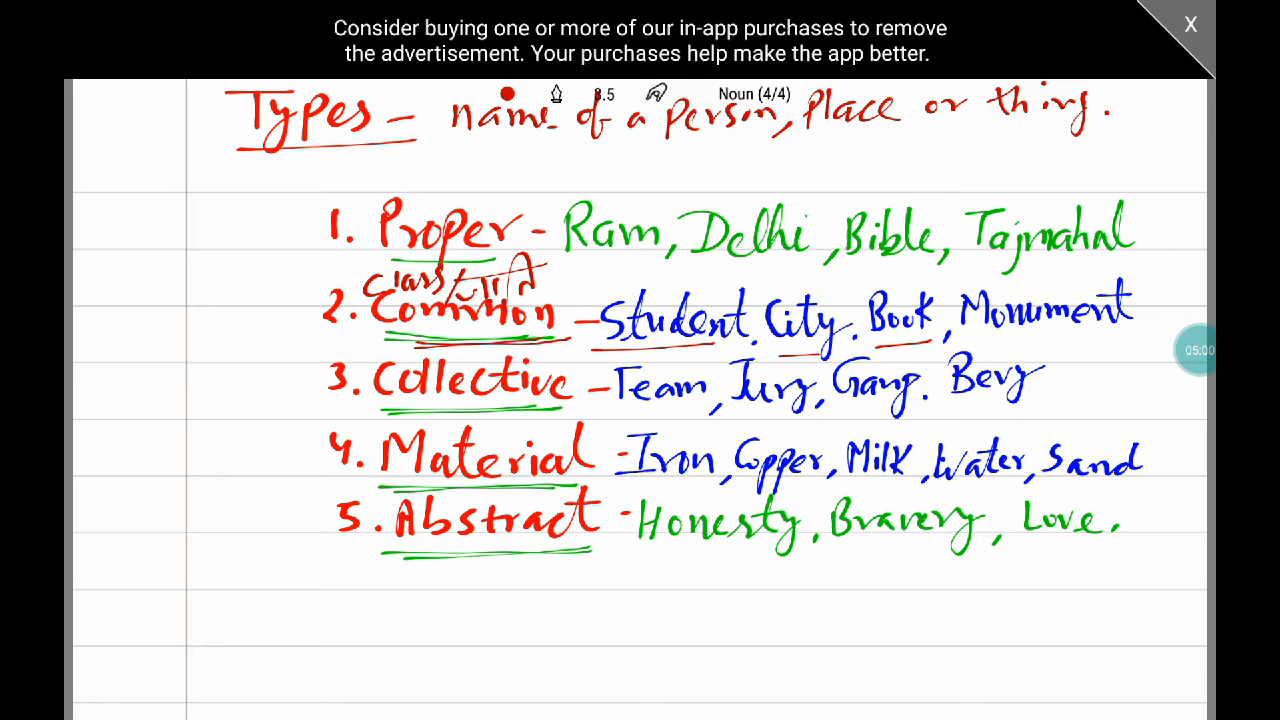 Consider buying one or more of our in-app purchases to remove
the advertisement. Your purchases help make the app better.
X
8.5 Noun (4/4)
Types - name of a person, place or thing.
1. Proper - Ram, Delhi, Bible, Tajmahal
class/जाति
2. Common - Student, City, Book, Monument
05:00
3. Collective - Team, Jury, Gang, Bevy
4. Material - Iron, Copper, Milk, Water, Sand
5. Abstract - Honesty, Bravery, Love,